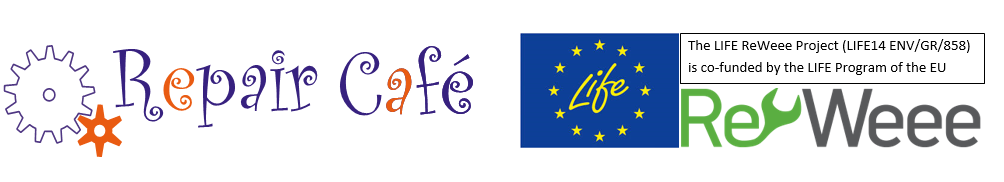 Repair Café
Life
The LIFE ReWeee Project (LIFE14 ENV/GR/858)
is co-funded by the LIFE Program of the EU
ReWeee